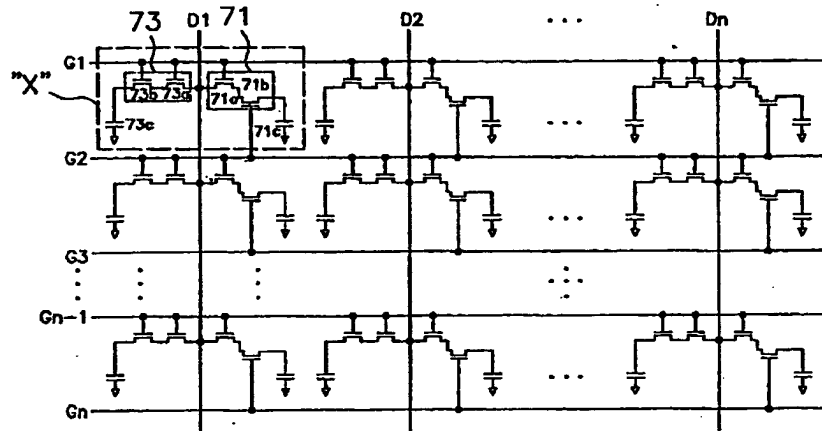 73 D1 71 D2 ... Dn
G1
"X"
73b 73a 71a 71b
73c 71c
G2
G3
Gn-1
Gn